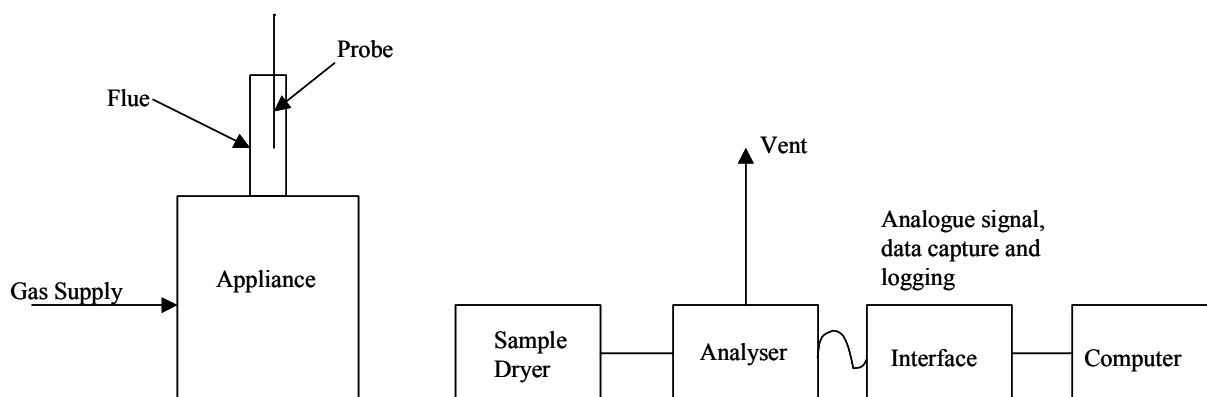 Probe
Flue
Vent
Analogue signal,
data capture and
logging
Appliance
Gas Supply
Sample
Dryer
Analyser
Interface
Computer